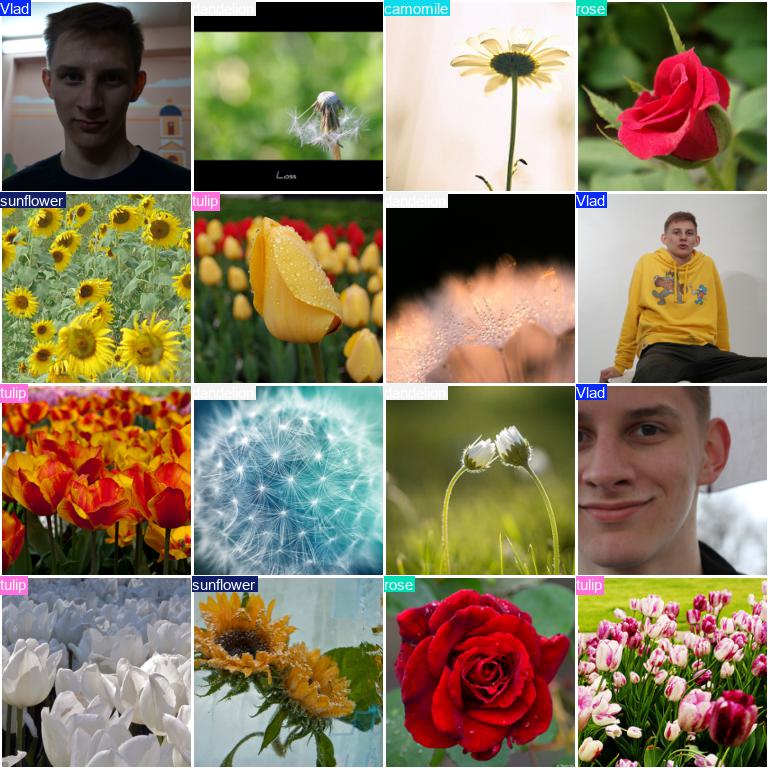 Vlad
dandelion
camomile
rose
Loss
sunflower
tulip
dandelion
Vlad
tulip
dandelion
dandelion
Vlad
tulip
sunflower
rose
tulip